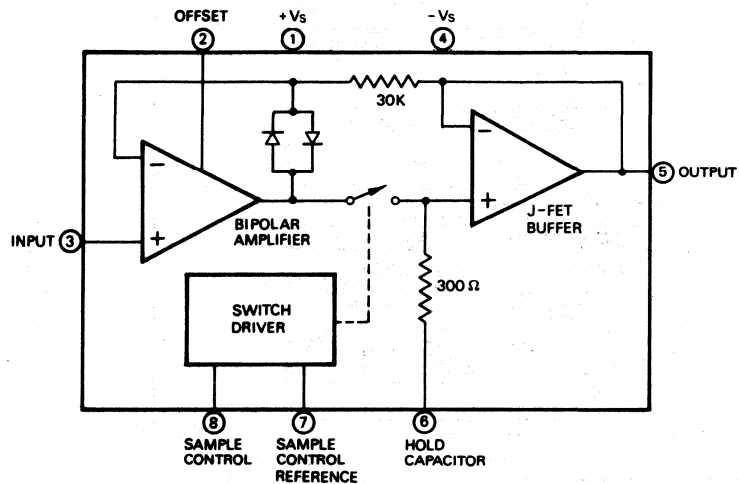 OFFSET
+VS
−VS
2
1
4
30K
−
−
5 OUTPUT
+
J-FET
BUFFER
BIPOLAR
AMPLIFIER
INPUT 3
+
300 Ω
SWITCH
DRIVER
8
7
6
SAMPLE
CONTROL
SAMPLE
CONTROL
REFERENCE
HOLD
CAPACITOR